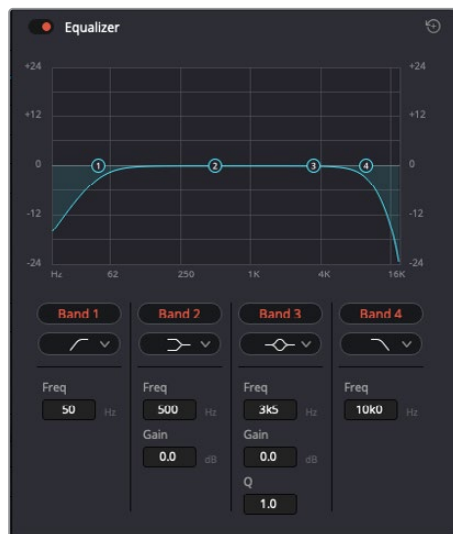 Equalizer
+24 +24
+12 +12
1 2 3 4
0 0
-12 -12
-24 -24
Hz 62 250 1K 4K 16K
Band 1 Band 2 Band 3 Band 4
Freq Freq Freq Freq
50 Hz 500 Hz 3k5 Hz 10k0 Hz
Gain Gain
0.0 dB 0.0 dB
Q
1.0